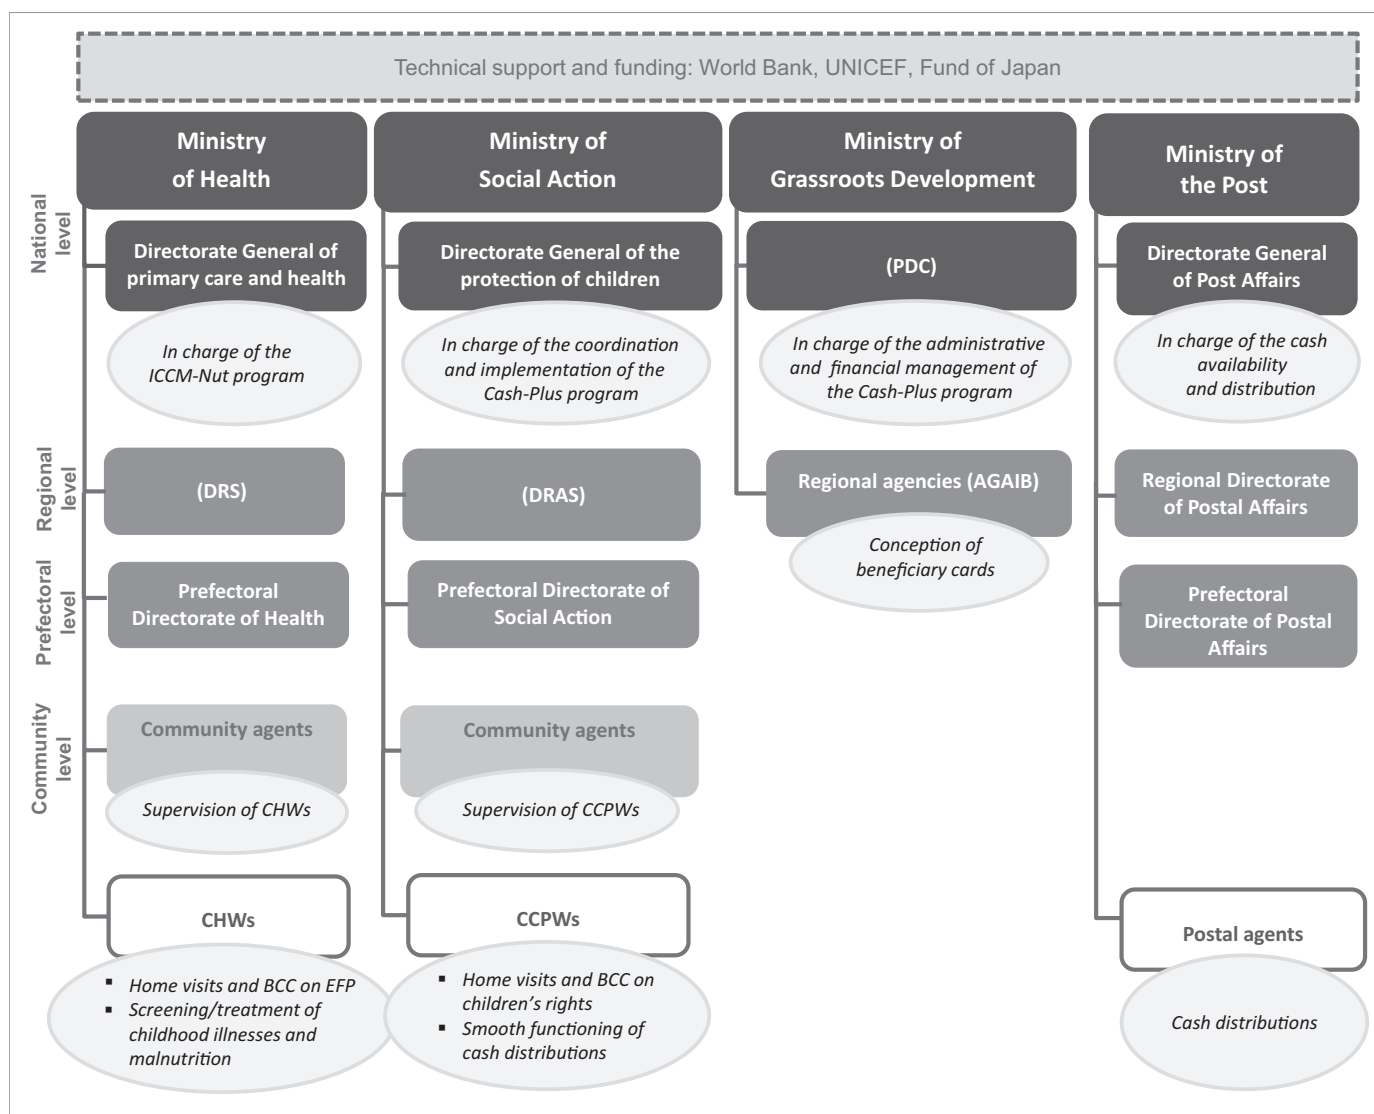 Technical support and funding: World Bank, UNICEF, Fund of Japan
Ministry
of Health
Ministry of
Social Action
Ministry of
Grassroots Development
Ministry of
the Post
National
level
Directorate General of
primary care and health
Directorate General of the
protection of children
(PDC)
Directorate General
of Post Affairs
In charge of the
ICCM-Nut program
In charge of the coordination
and implementation of the
Cash-Plus program
In charge of the administrative
and financial management of
the Cash-Plus program
In charge of the cash
availability
and distribution
Regional
level
(DRS)
(DRAS)
Regional agencies (AGAIB)
Regional Directorate
of Postal Affairs
Conception of
beneficiary cards
Prefectoral
level
Prefectoral
Directorate of Health
Prefectoral Directorate of
Social Action
Prefectoral
Directorate of Postal
Affairs
Community
level
Community agents
Community agents
Supervision of CHWs
Supervision of CCPWs
CHWs
CCPWs
Postal agents
▪ Home visits and BCC on EFP
▪ Screening/treatment of
childhood illnesses and
malnutrition
▪ Home visits and BCC on
children's rights
▪ Smooth functioning of
cash distributions
Cash distributions